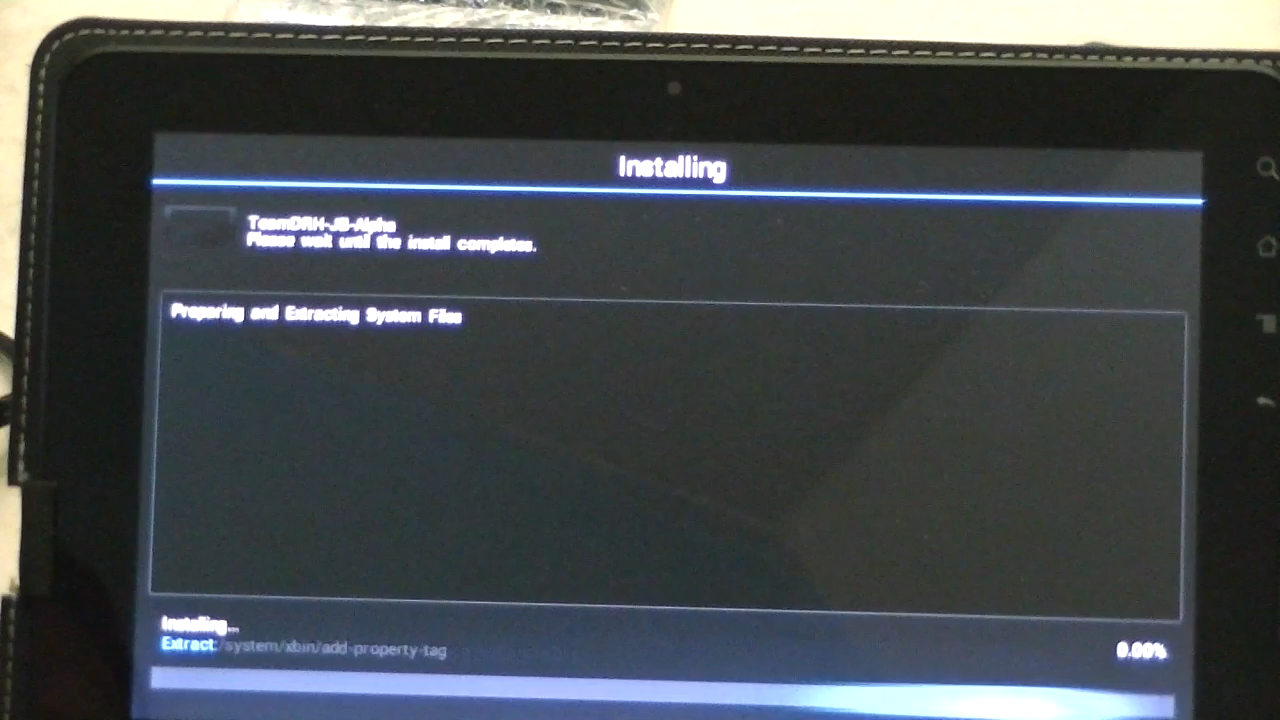 Installing
TeamDRH-JB-Alpha
Please wait until the install completes.
Preparing and Extracting System Files
Installing...
Extract:/system/xbin/add-property-tag
0.00%